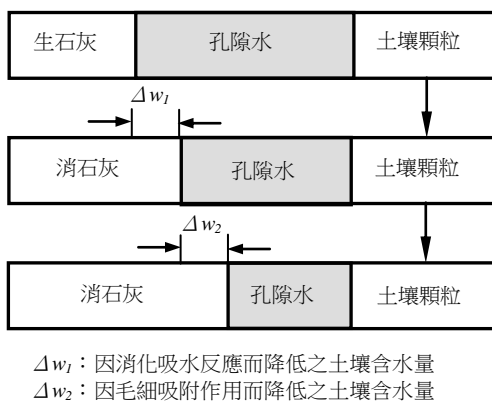 生石灰 孔隙水 土壤顆粒
Δw1
消石灰 孔隙水 土壤顆粒
Δw2
消石灰 孔隙水 土壤顆粒
Δw1：因消化吸水反應而降低之土壤含水量
Δw2：因毛細吸附作用而降低之土壤含水量